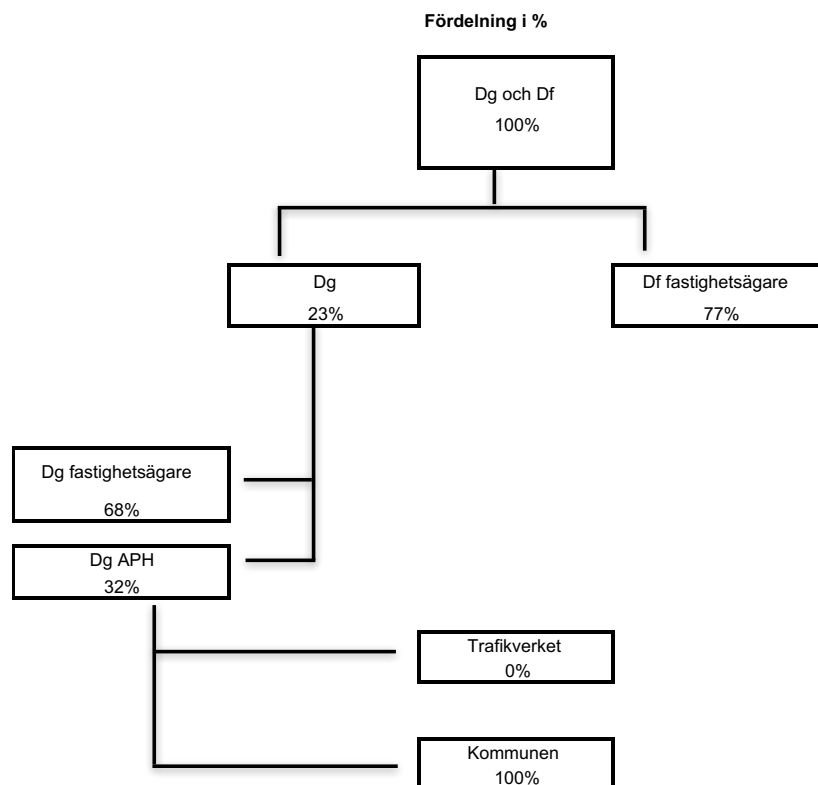 Fördelning i %
Dg och Df
100%
Dg
23%
Df fastighetsägare
77%
Dg fastighetsägare
68%
Dg APH
32%
Trafikverket
0%
Kommunen
100%